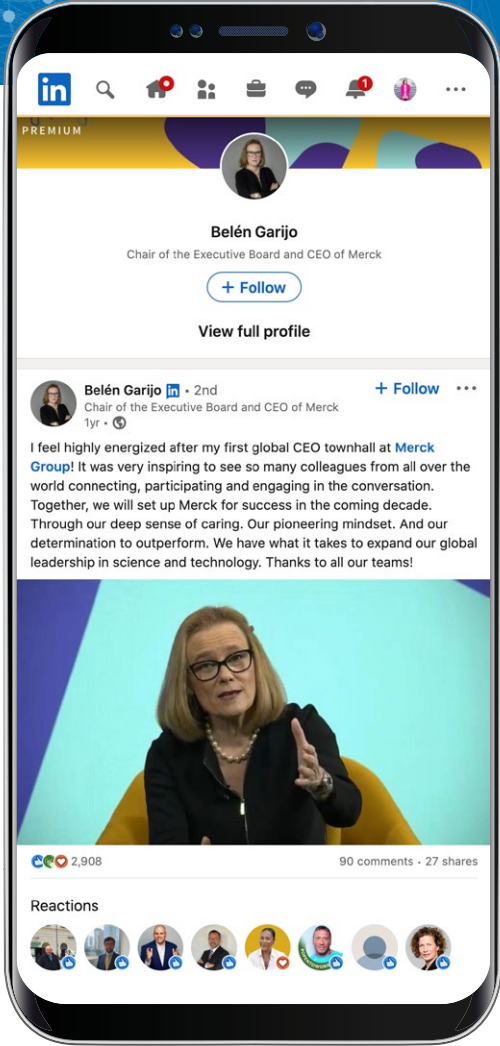 in
1
PREMIUM
Belén Garijo
Chair of the Executive Board and CEO of Merck
+ Follow
View full profile
Belén Garijo in • 2nd
+ Follow
Chair of the Executive Board and CEO of Merck
1yr •
I feel highly energized after my first global CEO townhall at Merck
Group! It was very inspiring to see so many colleagues from all over the
world connecting, participating and engaging in the conversation.
Together, we will set up Merck for success in the coming decade.
Through our deep sense of caring. Our pioneering mindset. And our
determination to outperform. We have what it takes to expand our global
leadership in science and technology. Thanks to all our teams!
2,908
90 comments • 27 shares
Reactions